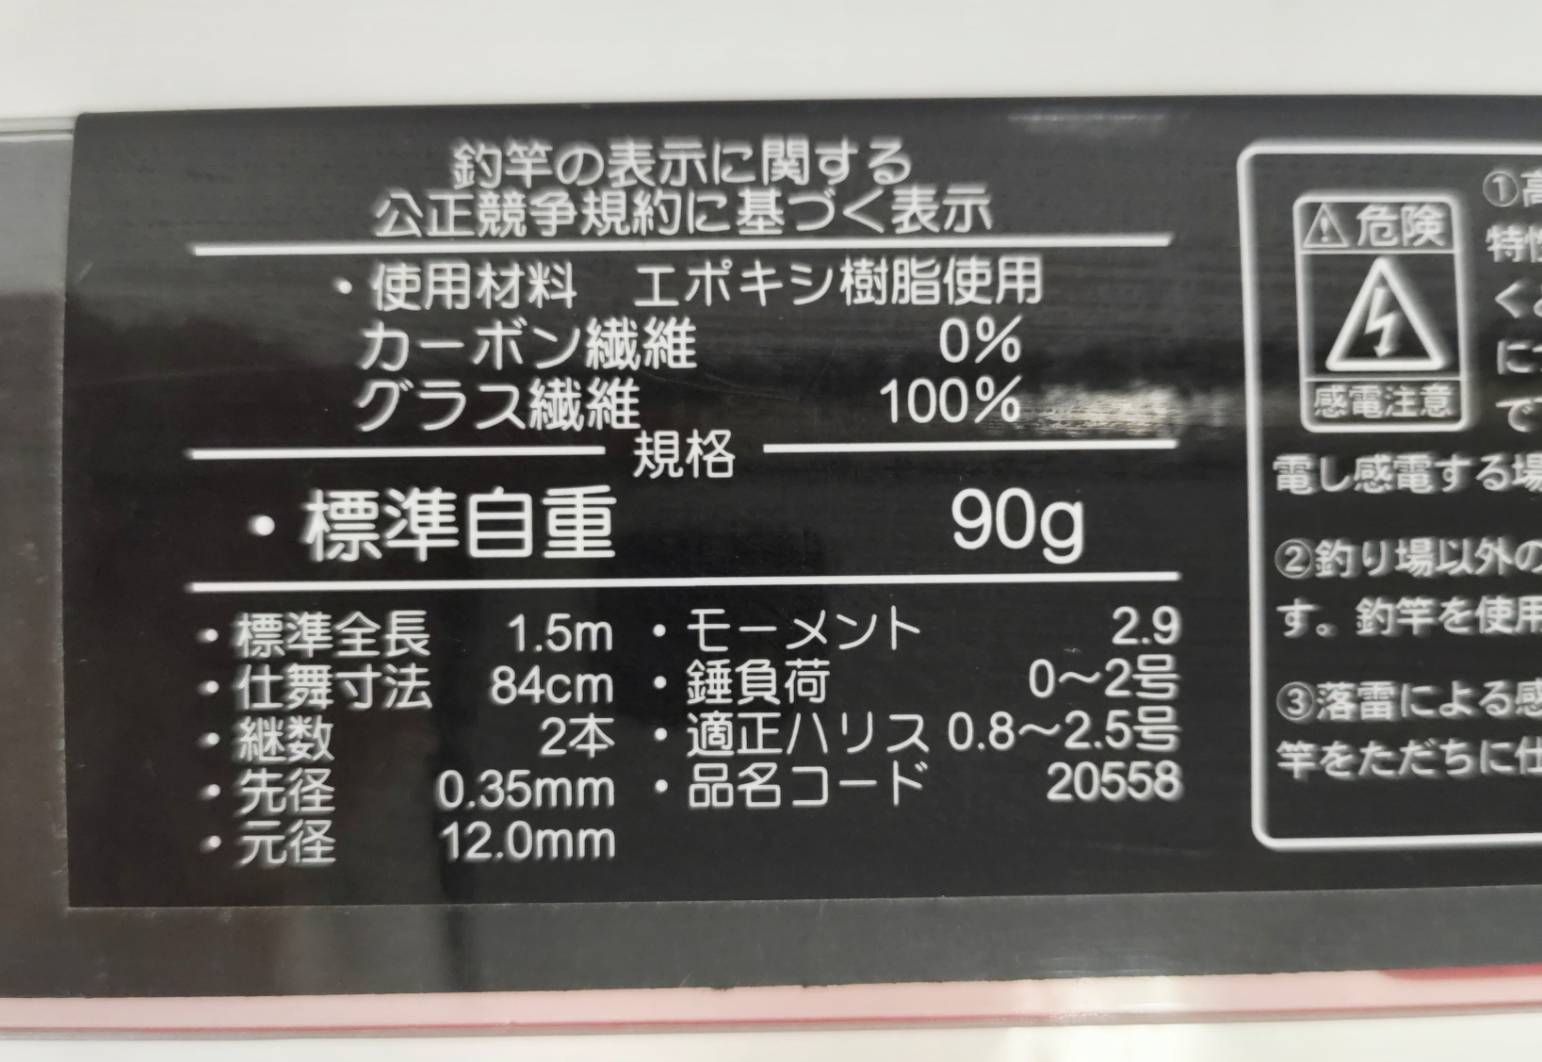 釣竿の表示に関する
公正競争規約に基づく表示
・使用材料 エポキシ樹脂使用
カーボン繊維 0%
グラス繊維 100%
規格
・標準自重 90g
・標準全長 1.5m ・モーメント 2.9
・仕舞寸法 84cm ・錘負荷 0〜2号
・継数 2本 ・適正ハリス 0.8〜2.5号
・先径 0.35mm ・品名コード 20558
・元径 12.0mm
⚠危険
感電注意
①高
特性
く
に
で
電し感電する場
②釣り場以外の
す。釣竿を使用
③落雷による感
竿をただちに仕